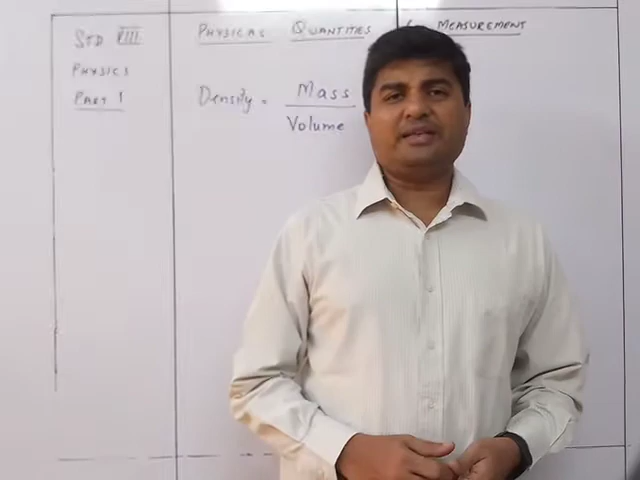 STD VIII
PHYSICS
PART 1
PHYSICAL QUANTITIES & MEASUREMENT
Density = Mass
Volume